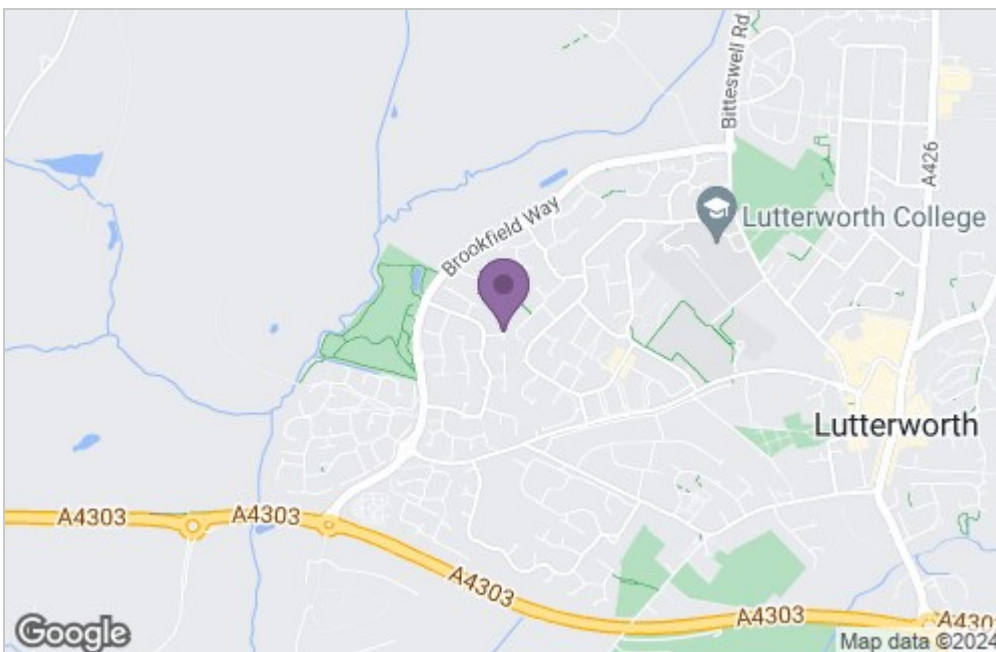 Bitteswell Rd
A426
Lutterworth College
Brookfield Way
Lutterworth
A4303
A4303
A4303
A4303
A430
Google
Map data ©2024